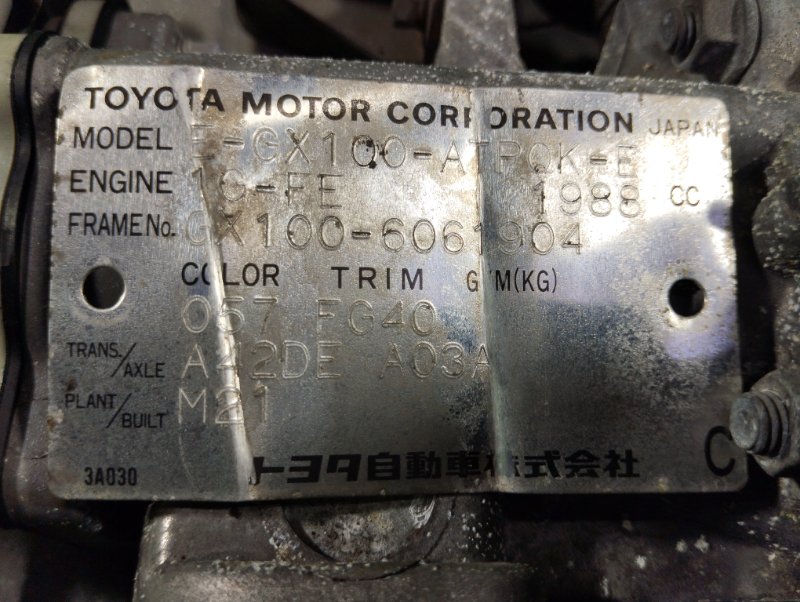 TOYOTA MOTOR CORPORATION JAPAN
MODEL E-GX100-ATPQK-E
ENGINE 1G-FE 1988 CC
FRAME No. GX100-6061904
COLOR TRIM GVM(KG)
057 FG40
TRANS./AXLE A42DE A03A
PLANT/BUILT M21
トヨタ自動車株式会社 C
3A030